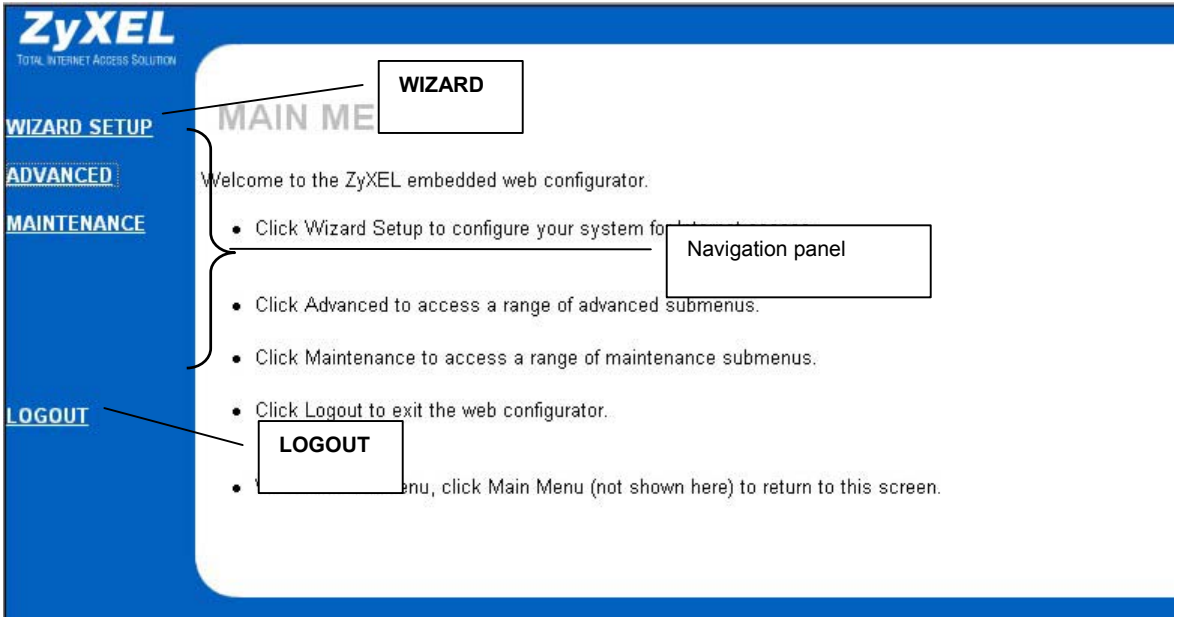 ZyXEL
TOTAL INTERNET ACCESS SOLUTION
WIZARD SETUP
ADVANCED
MAINTENANCE
LOGOUT
WIZARD
MAIN ME
Welcome to the ZyXEL embedded web configurator.
• Click Wizard Setup to configure your system for
Navigation panel
• Click Advanced to access a range of advanced submenus.
• Click Maintenance to access a range of maintenance submenus.
• Click Logout to exit the web configurator.
LOGOUT
• enu, click Main Menu (not shown here) to return to this screen.